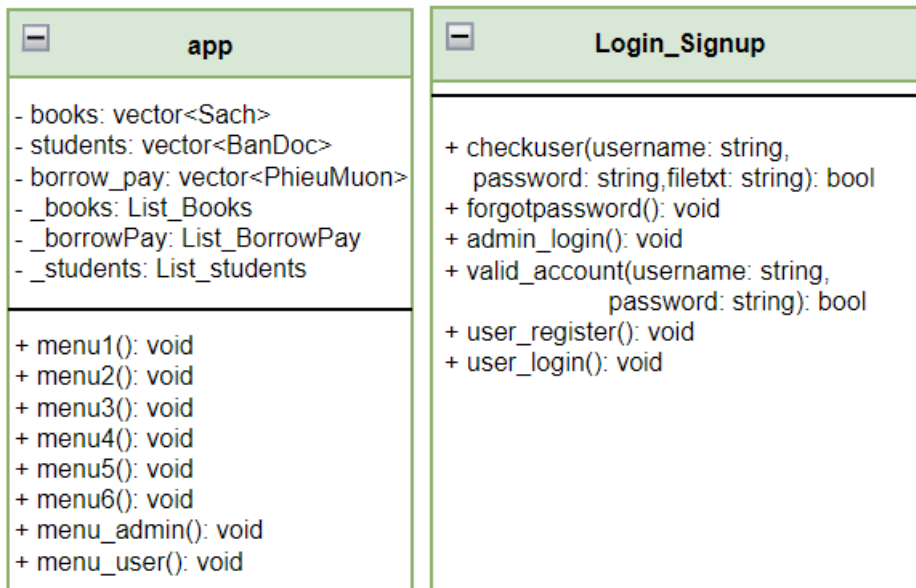 app
- books: vector<Sach>
- students: vector<BanDoc>
- borrow_pay: vector<PhieuMuon>
- _books: List_Books
- _borrowPay: List_BorrowPay
- _students: List_students
+ menu1(): void
+ menu2(): void
+ menu3(): void
+ menu4(): void
+ menu5(): void
+ menu6(): void
+ menu_admin(): void
+ menu_user(): void
Login_Signup
+ checkuser(username: string,
password: string,filetxt: string): bool
+ forgotpassword(): void
+ admin_login(): void
+ valid_account(username: string,
password: string): bool
+ user_register(): void
+ user_login(): void